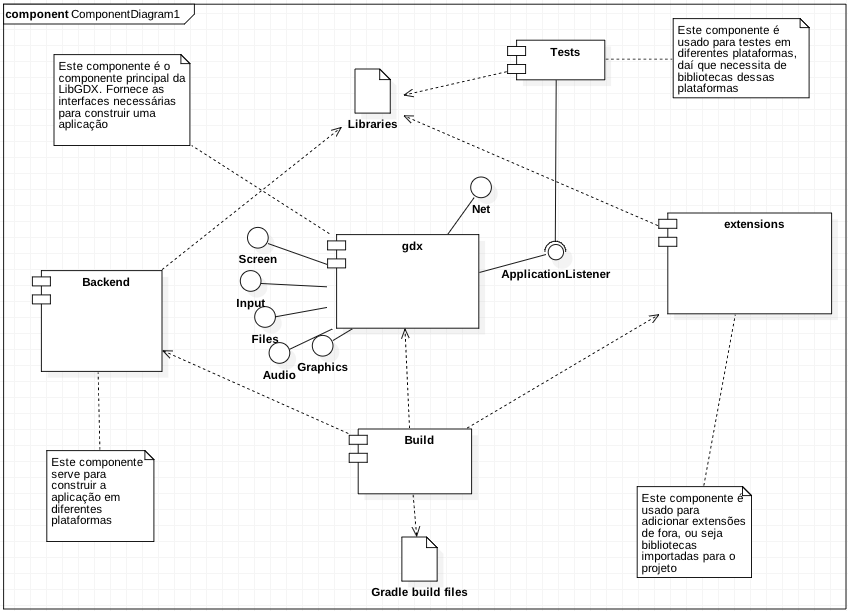 component ComponentDiagram1
Este componente é o
componente principal da
LibGDX. Fornece as
interfaces necessárias
para construir uma
aplicação
Libraries
Tests
Este componente é
usado para testes em
diferentes plataformas,
daí que necessita de
bibliotecas dessas
plataformas
Net
Screen
Input
Files
Audio
Graphics
gdx
ApplicationListener
extensions
Backend
Build
Este componente
serve para
construir a
aplicação em
diferentes
plataformas
Gradle build files
Este componente é
usado para
adicionar extensões
de fora, ou seja
bibliotecas
importadas para o
projeto